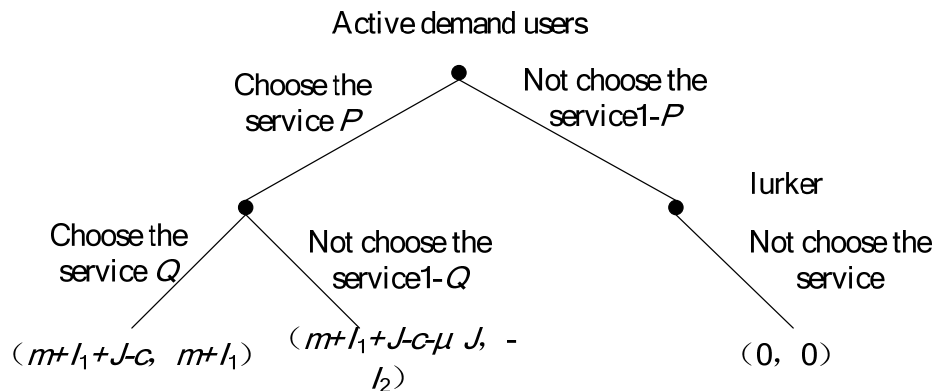 Active demand users
Choose the
service P
Not choose the
service1-P
lurker
Choose the
service Q
Not choose the
service1-Q
Not choose the
service
（m+I₁+J-c, m+I₁）
（m+I₁+J-c-μ J, -
I₂）
（0, 0）